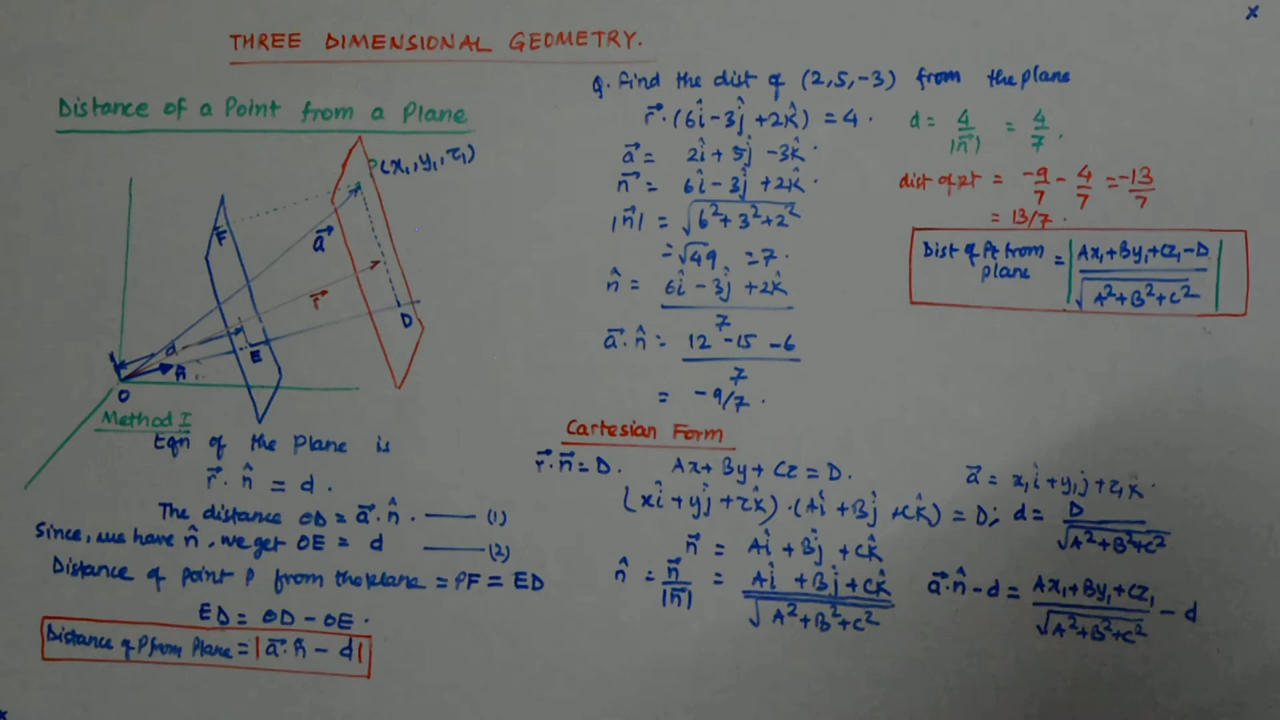 THREE DIMENSIONAL GEOMETRY.
Distance of a Point from a Plane
P(x₁, y₁, z₁)
F
a⃗
r⃗
D
d
E
n̂
O
Method I
Eqn of the Plane is
r⃗ · n̂ = d .
The distance OD = a⃗ · n̂ . —— (1)
Since, we have n̂, we get OE = d —— (2)
Distance of point P from the plane = PF = ED
ED = OD - OE .
Distance of P from Plane = |a⃗ · n̂ - d|
Q. Find the dist of (2,5,-3) from the plane
r⃗ · (6î - 3ĵ + 2k̂) = 4 .
a⃗ = 2î + 5ĵ - 3k̂ .
n⃗ = 6î - 3ĵ + 2k̂ .
|n⃗| = √6² + 3² + 2²
= √49 = 7 .
n̂ = 6î - 3ĵ + 2k̂ / 7
a⃗ · n̂ = 12 - 15 - 6 / 7
= -9/7 .
d = 4/|n⃗| = 4/7 .
dist of pt = -9/7 - 4/7 = -13/7
= 13/7 .
Dist of Pt from plane = |Ax₁ + By₁ + Cz₁ - D / √A² + B² + C²|
Cartesian Form
r⃗ · n⃗ = D . Ax + By + Cz = D .
a⃗ = x₁î + y₁ĵ + z₁k̂ .
(xî + yĵ + zk̂) · (Aî + Bĵ + Ck̂) = D; d = D / √A² + B² + C²
n⃗ = Aî + Bĵ + Ck̂
n̂ = n⃗/|n⃗| = Aî + Bĵ + Ck̂ / √A² + B² + C²
a⃗ · n̂ - d = Ax₁ + By₁ + Cz₁ / √A² + B² + C² - d